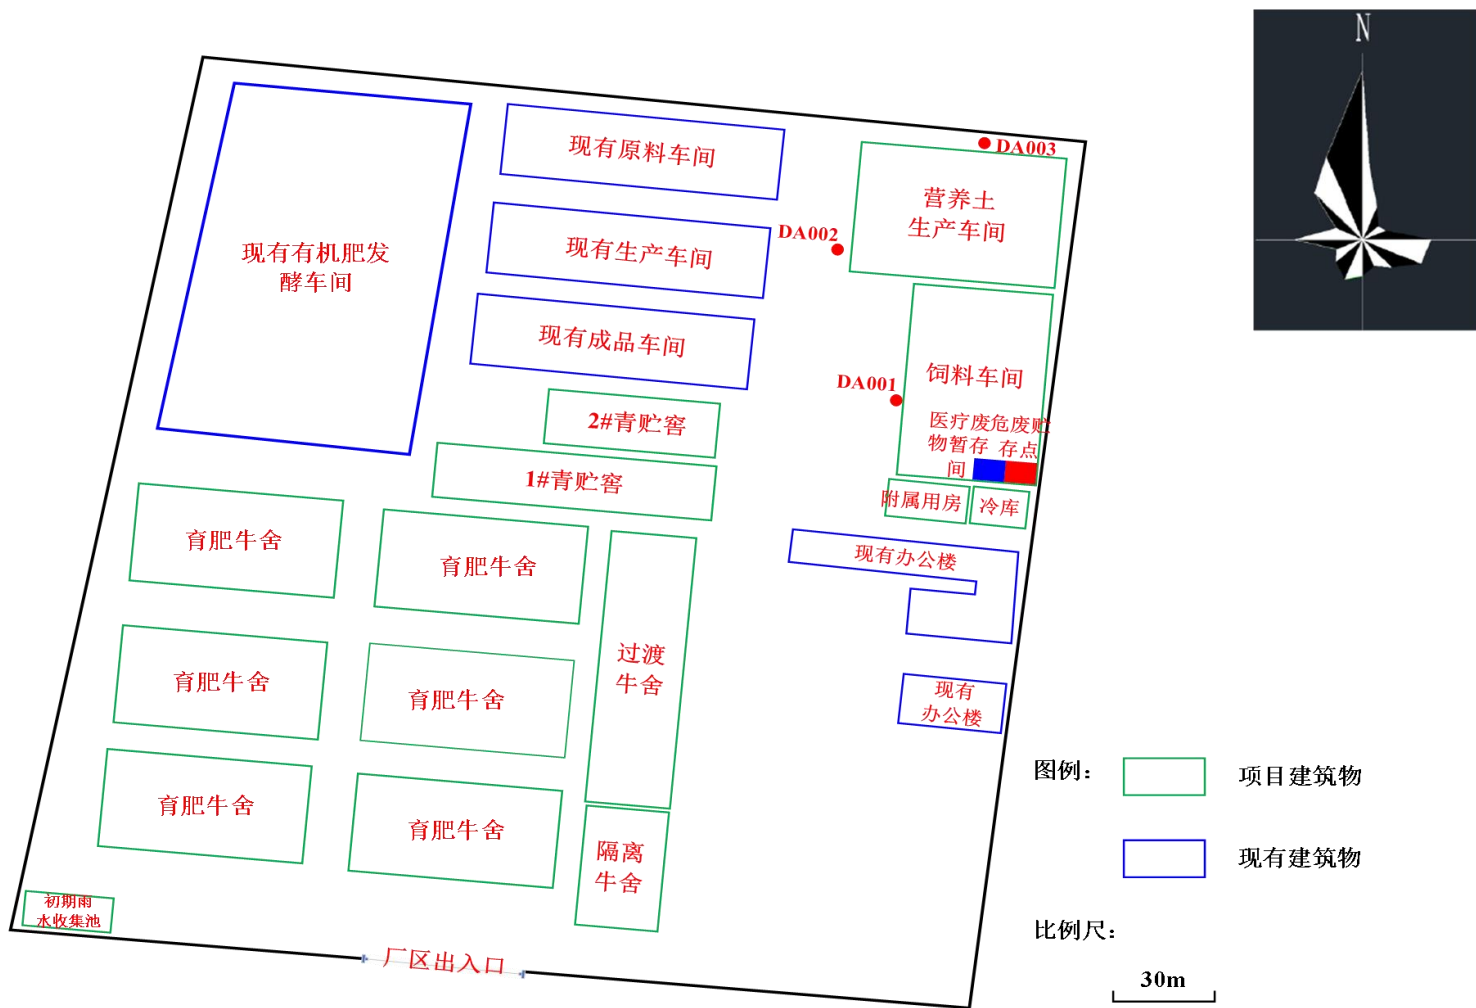 N
DA003
现有原料车间
营养土
生产车间
DA002
现有有机肥发
酵车间
现有生产车间
现有成品车间
饲料车间
DA001
医疗废
物暂存
间
危废贮
存点
2#青贮窖
1#青贮窖
附属用房
冷库
育肥牛舍
育肥牛舍
现有办公楼
过渡
牛舍
育肥牛舍
育肥牛舍
现有
办公楼
育肥牛舍
育肥牛舍
隔离
牛舍
初期雨
水收集池
厂区出入口
图例：
项目建筑物
现有建筑物
比例尺：
30m